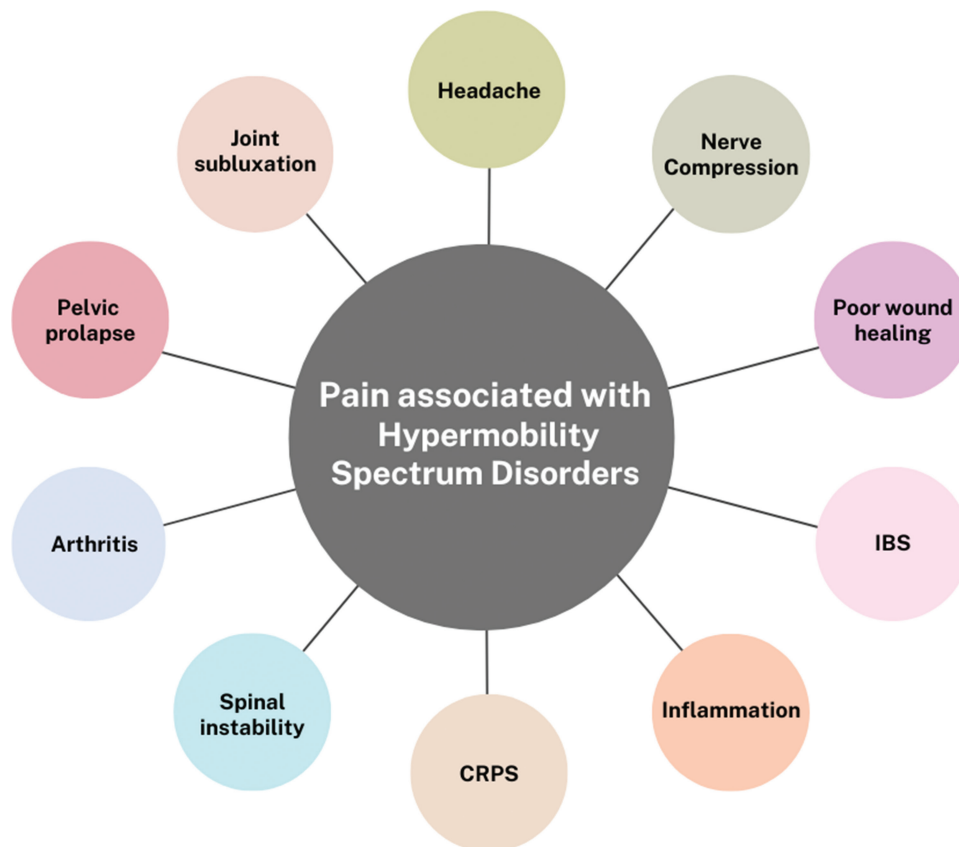 Headache
Joint
subluxation
Nerve
Compression
Pelvic
prolapse
Poor wound
healing
Pain associated with
Hypermobility
Spectrum Disorders
Arthritis
IBS
Spinal
instability
Inflammation
CRPS